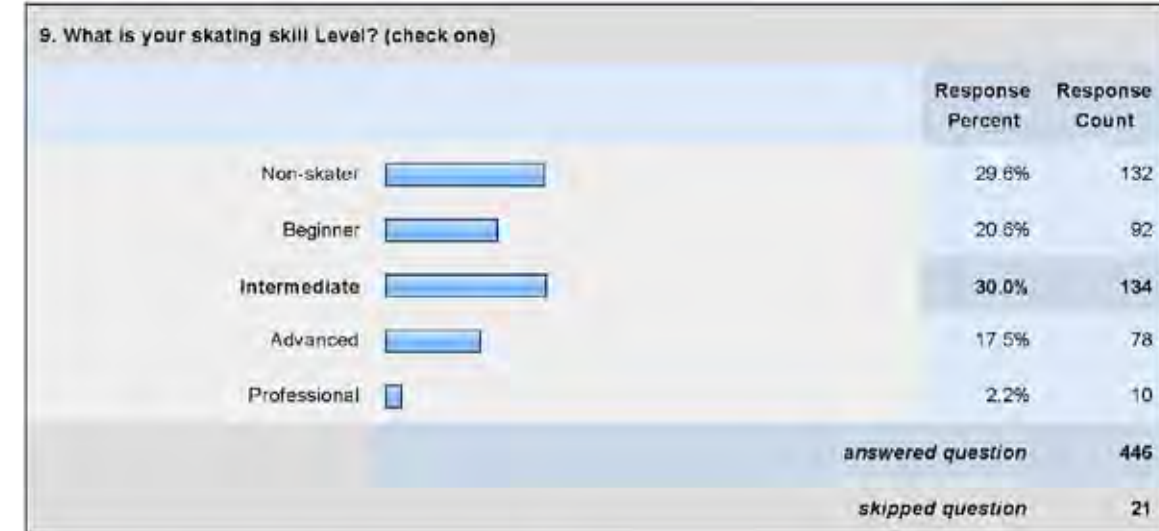 9. What is your skating skill Level? (check one)
Response Percent Response Count
Non-skater 29.6% 132
Beginner 20.6% 92
Intermediate 30.0% 134
Advanced 17.5% 78
Professional 2.2% 10
answered question 446
skipped question 21